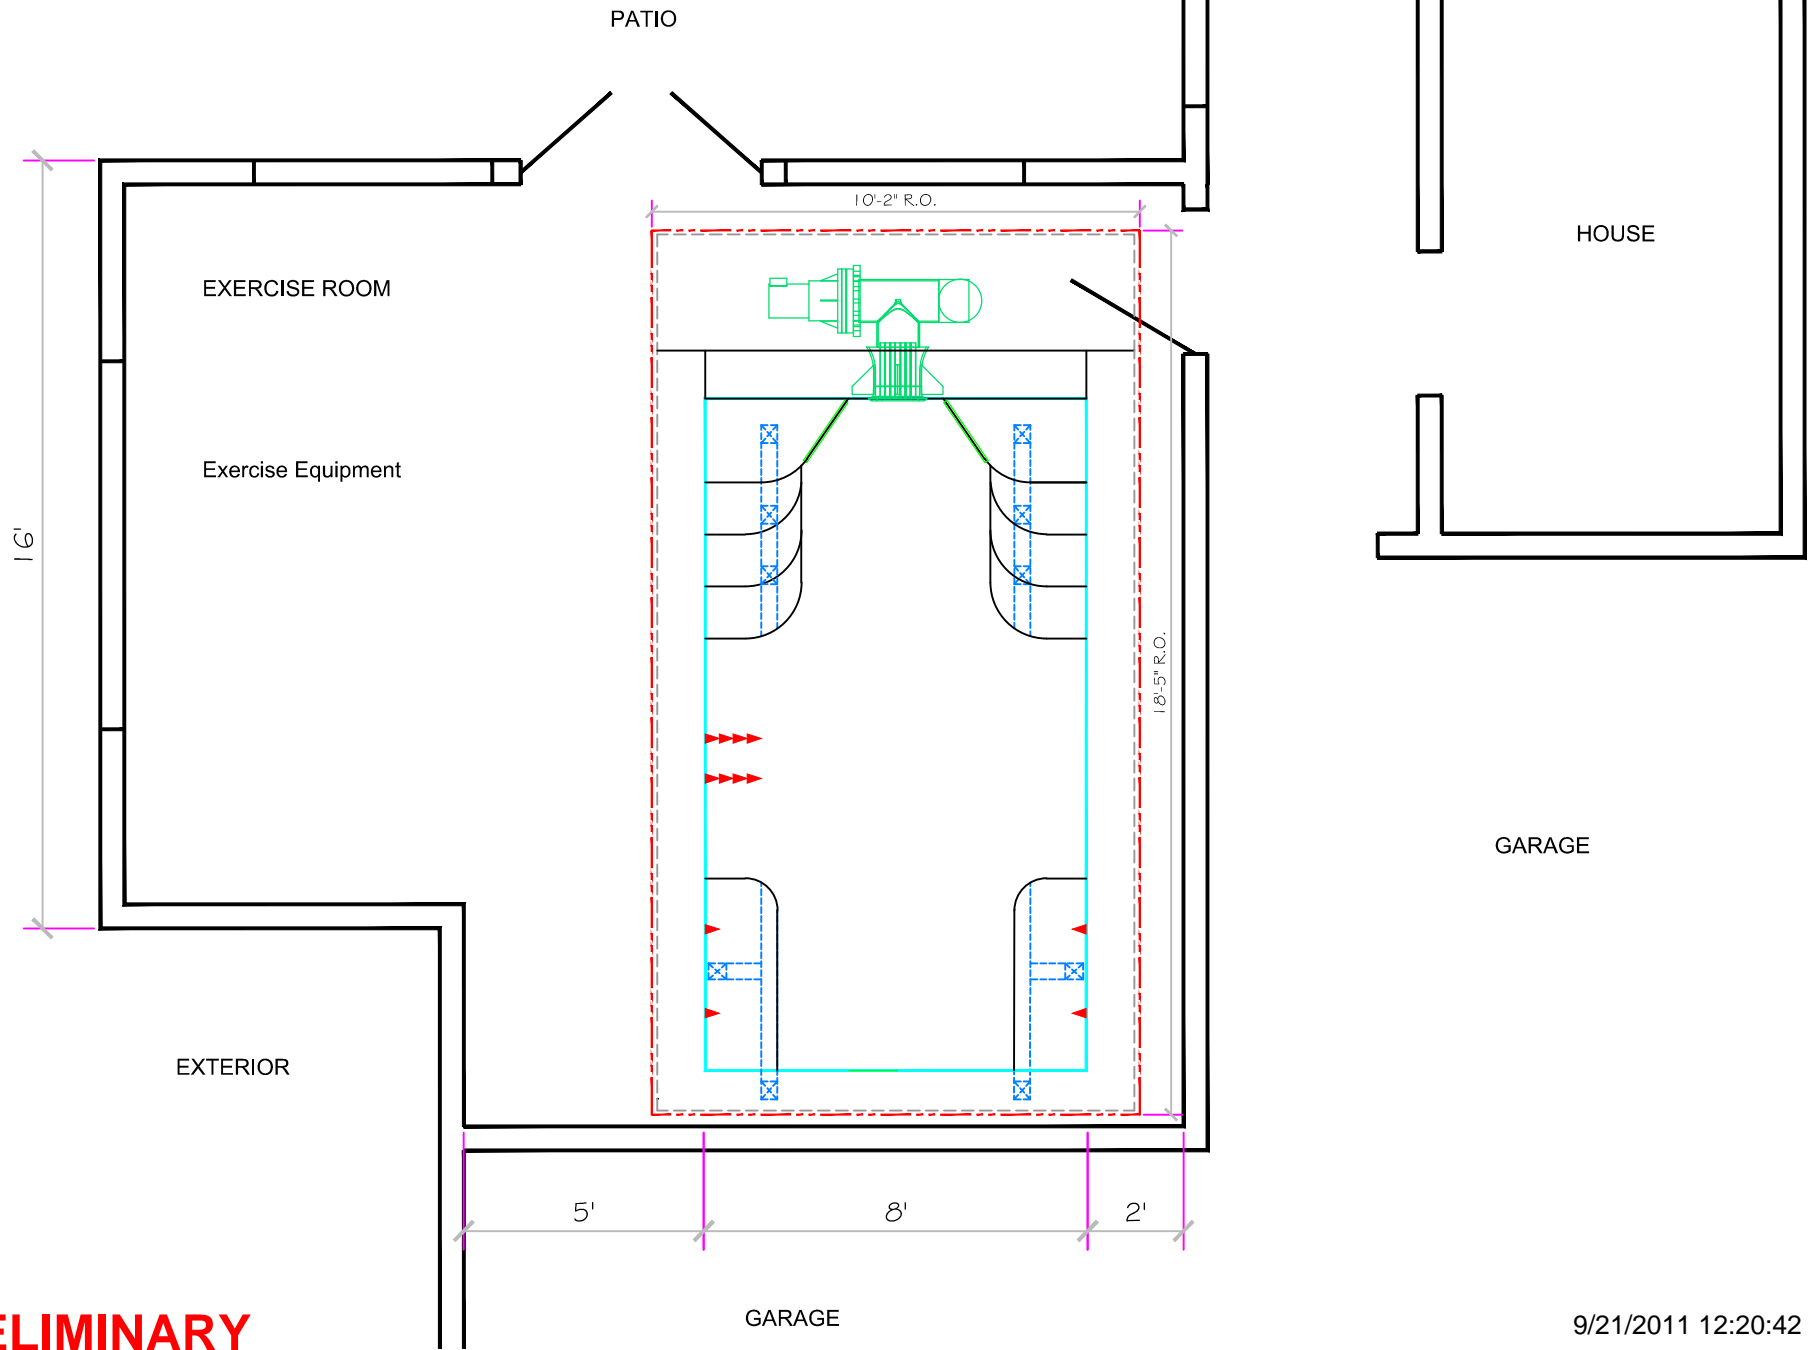 PATIO
10'-2" R.O.
HOUSE
EXERCISE ROOM
Exercise Equipment
16'
18'-5" R.O.
GARAGE
EXTERIOR
5'
8'
2'
GARAGE
ELIMINARY
9/21/2011 12:20:42